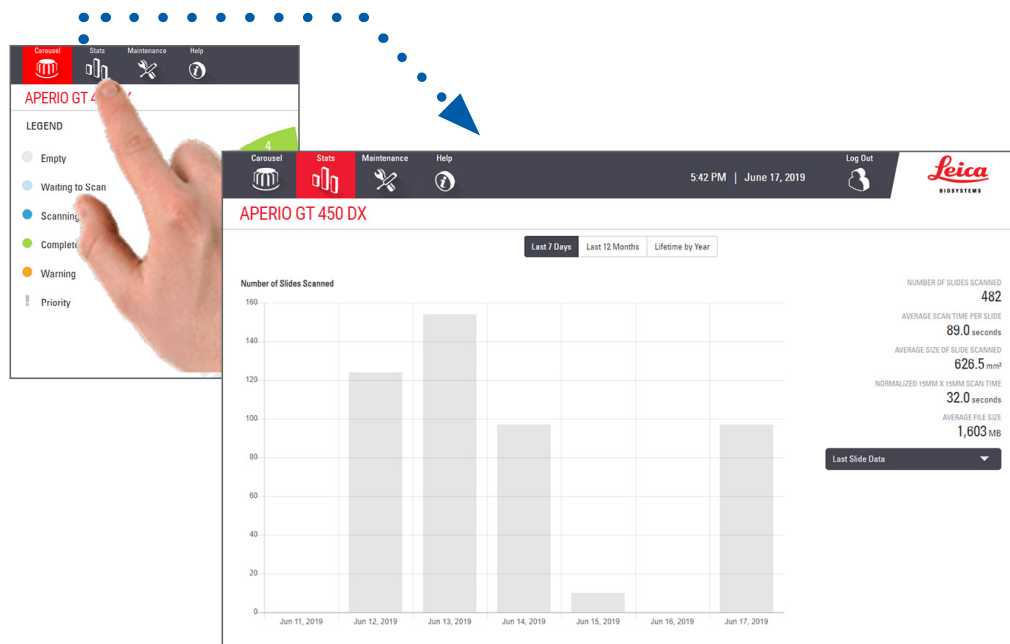 Carousel Stats Maintenance Help
APERIO GT 4
LEGEND
Empty
Waiting to Scan
Scanning
Complete
Warning
Priority
4
Carousel Stats Maintenance Help
5:42 PM | June 17, 2019
Log Out
Leica
BIOSYSTEMS
APERIO GT 450 DX
Last 7 Days Last 12 Months Lifetime by Year
Number of Slides Scanned
160
140
120
100
80
60
40
20
0
Jun 11, 2019 Jun 12, 2019 Jun 13, 2019 Jun 14, 2019 Jun 15, 2019 Jun 16, 2019 Jun 17, 2019
NUMBER OF SLIDES SCANNED
482
AVERAGE SCAN TIME PER SLIDE
89.0 seconds
AVERAGE SIZE OF SLIDE SCANNED
626.5 mm²
NORMALIZED 15MM X 15MM SCAN TIME
32.0 seconds
AVERAGE FILE SIZE
1,603 MB
Last Slide Data